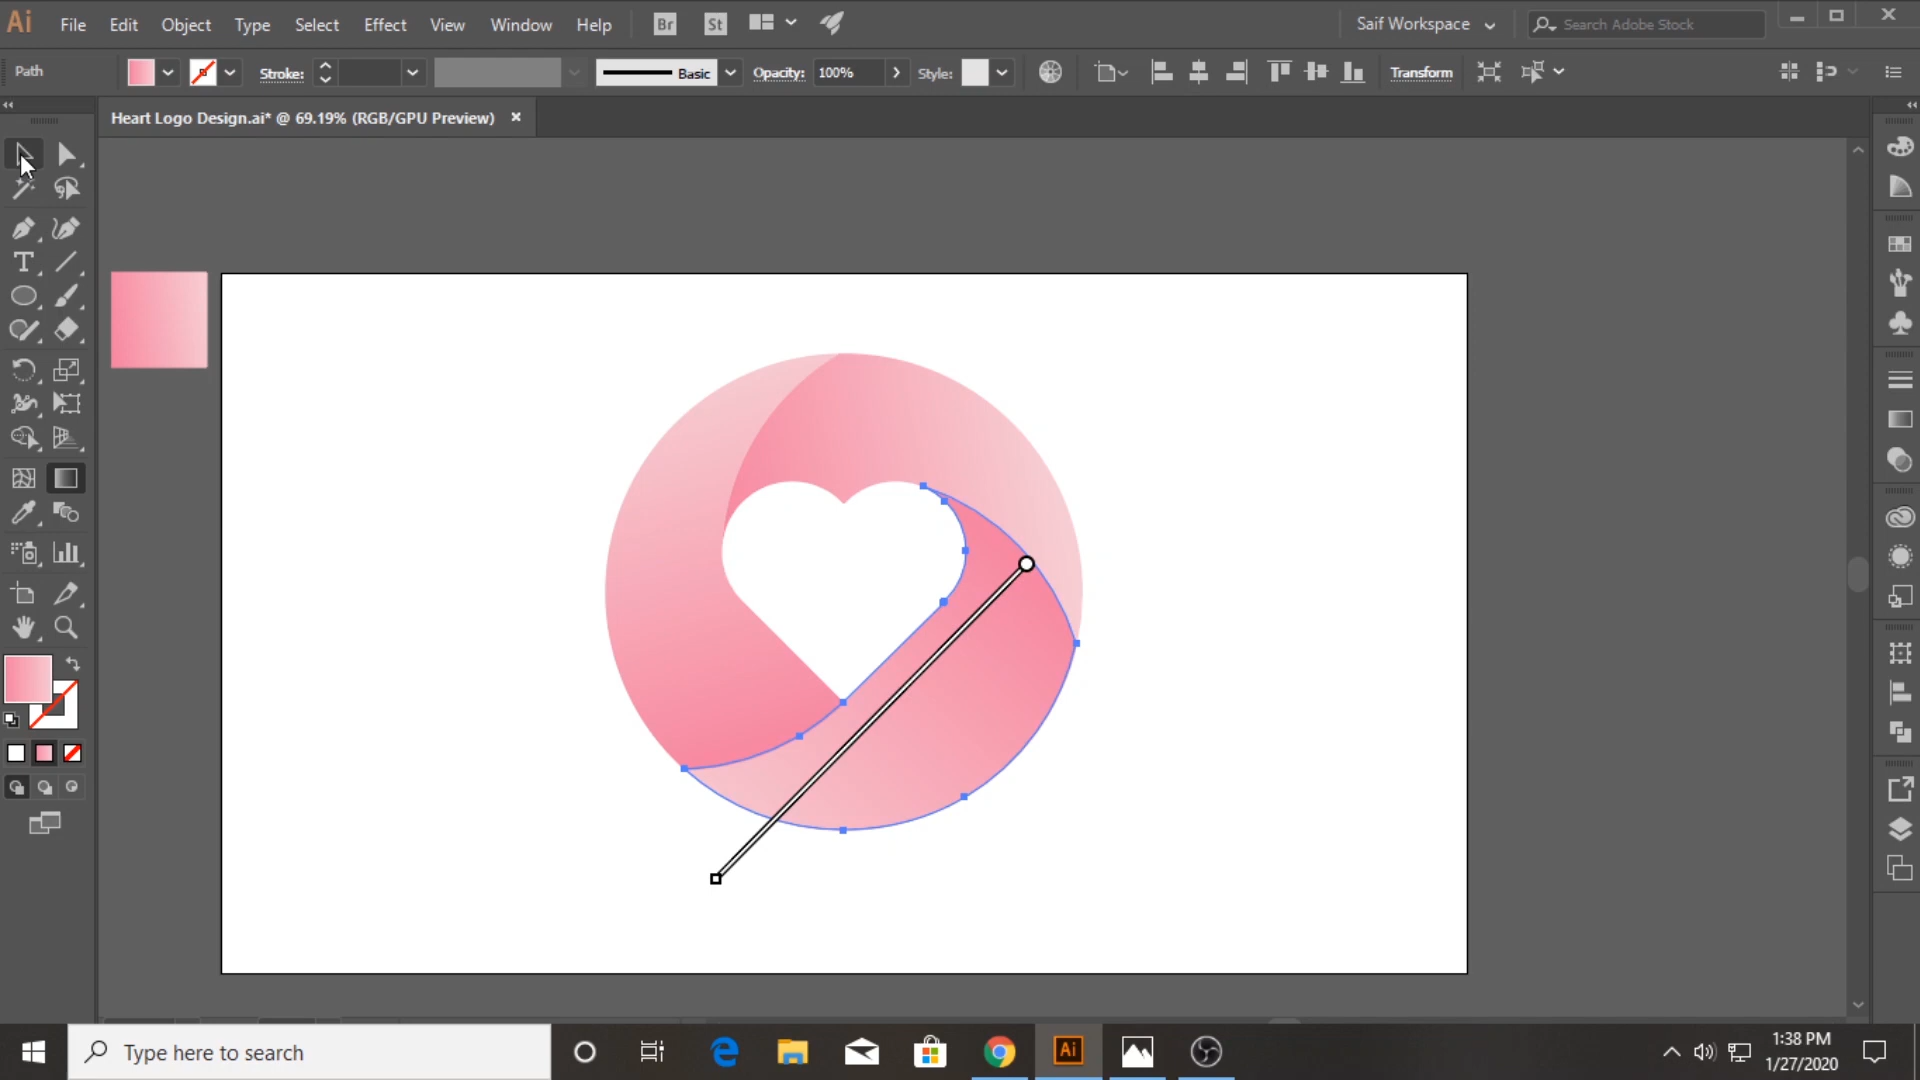 Ai File Edit Object Type Select Effect View Window Help Br St Saif Workspace Search Adobe Stock
Path Stroke: Basic Opacity: 100% Style: Transform
Heart Logo Design.ai* @ 69.19% (RGB/GPU Preview)
T
Type here to search
Ai
1:38 PM
1/27/2020